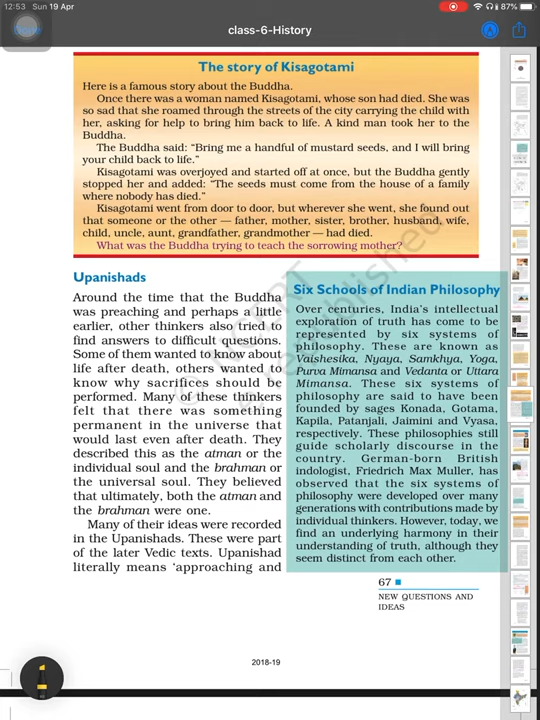 12:53 Sun 19 Apr
87%
Done
class-6-History
The story of Kisagotami
Here is a famous story about the Buddha.
Once there was a woman named Kisagotami, whose son had died. She was
so sad that she roamed through the streets of the city carrying the child with
her, asking for help to bring him back to life. A kind man took her to the
Buddha.
The Buddha said: “Bring me a handful of mustard seeds, and I will bring
your child back to life.”
Kisagotami was overjoyed and started off at once, but the Buddha gently
stopped her and added: “The seeds must come from the house of a family
where nobody has died.”
Kisagotami went from door to door, but wherever she went, she found out
that someone or the other — father, mother, sister, brother, husband, wife,
child, uncle, aunt, grandfather, grandmother — had died.
What was the Buddha trying to teach the sorrowing mother?
Upanishads
Around the time that the Buddha
was preaching and perhaps a little
earlier, other thinkers also tried to
find answers to difficult questions.
Some of them wanted to know about
life after death, others wanted to
know why sacrifices should be
performed. Many of these thinkers
felt that there was something
permanent in the universe that
would last even after death. They
described this as the atman or the
individual soul and the brahman or
the universal soul. They believed
that ultimately, both the atman and
the brahman were one.
Many of their ideas were recorded
in the Upanishads. These were part
of the later Vedic texts. Upanishad
literally means ‘approaching and
Six Schools of Indian Philosophy
Over centuries, India's intellectual
exploration of truth has come to be
represented by six systems of
philosophy. These are known as
Vaishesika, Nyaya, Samkhya, Yoga,
Purva Mimansa and Vedanta or Uttara
Mimansa. These six systems of
philosophy are said to have been
founded by sages Konada, Gotama,
Kapila, Patanjali, Jaimini and Vyasa,
respectively. These philosophies still
guide scholarly discourse in the
country. German-born British
indologist, Friedrich Max Muller, has
observed that the six systems of
philosophy were developed over many
generations with contributions made by
individual thinkers. However, today, we
find an underlying harmony in their
understanding of truth, although they
seem distinct from each other.
67
NEW QUESTIONS AND
IDEAS
2018-19